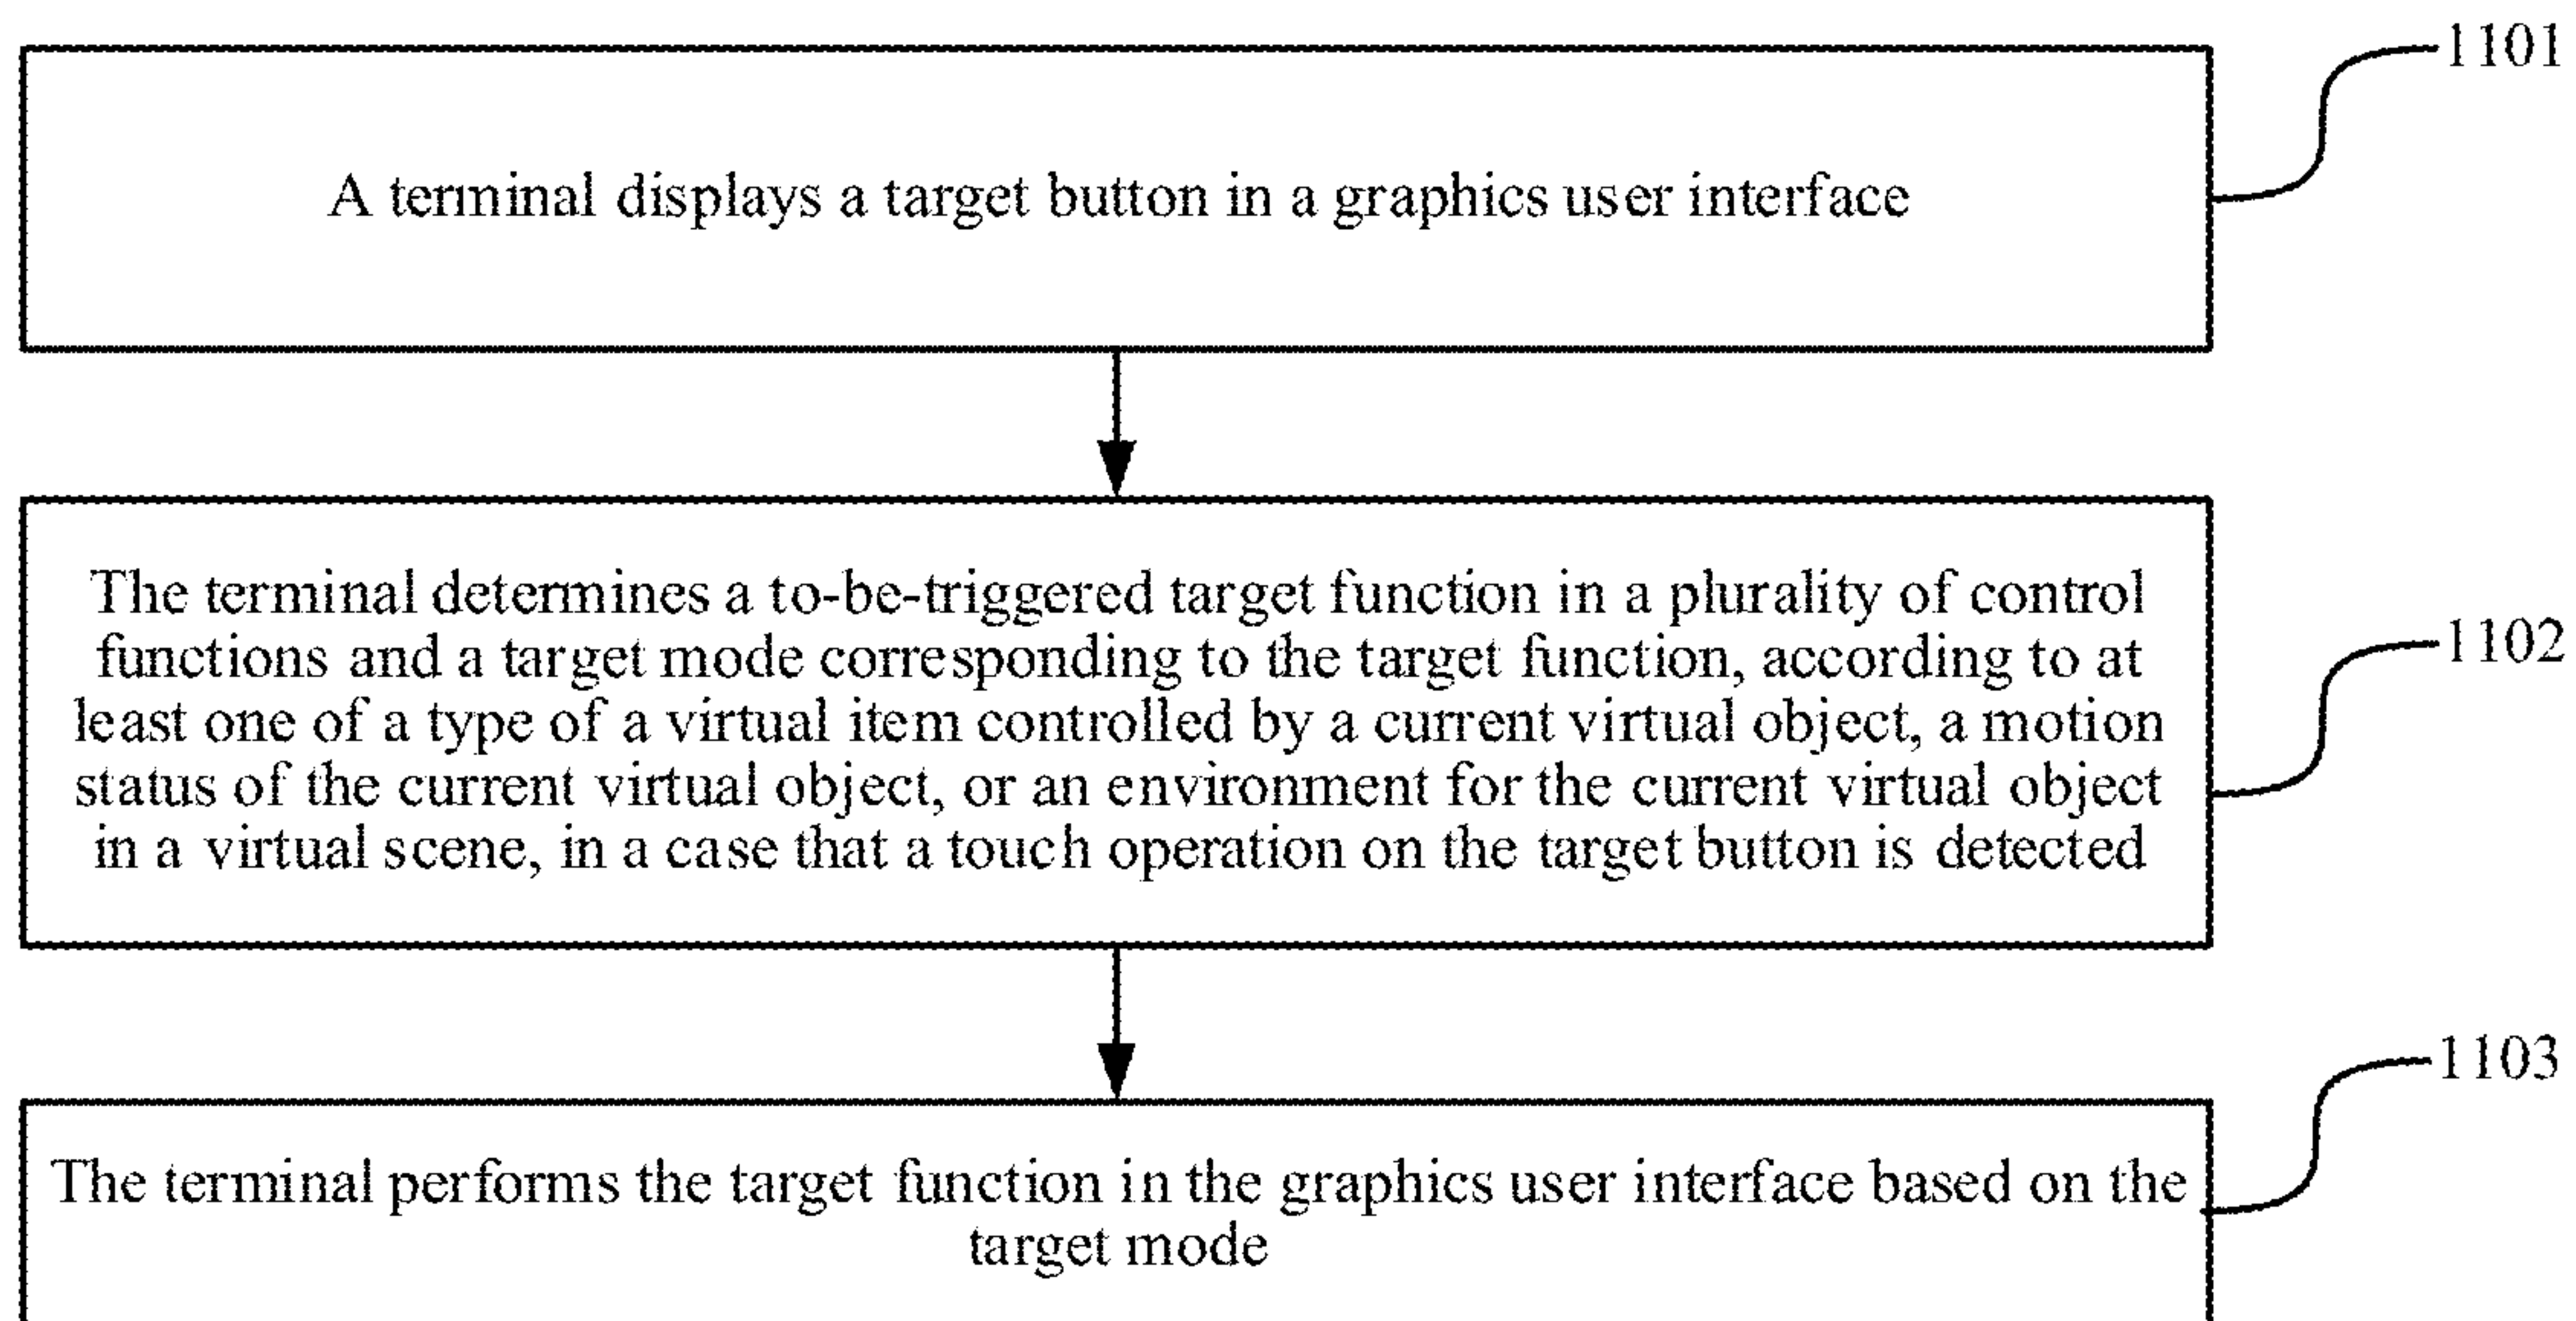 1101
A terminal displays a target button in a graphics user interface
The terminal determines a to-be-triggered target function in a plurality of control
functions and a target mode corresponding to the target function, according to at
least one of a type of a virtual item controlled by a current virtual object, a motion
status of the current virtual object, or an environment for the current virtual object
in a virtual scene, in a case that a touch operation on the target button is detected
1102
1103
The terminal performs the target function in the graphics user interface based on the
target mode